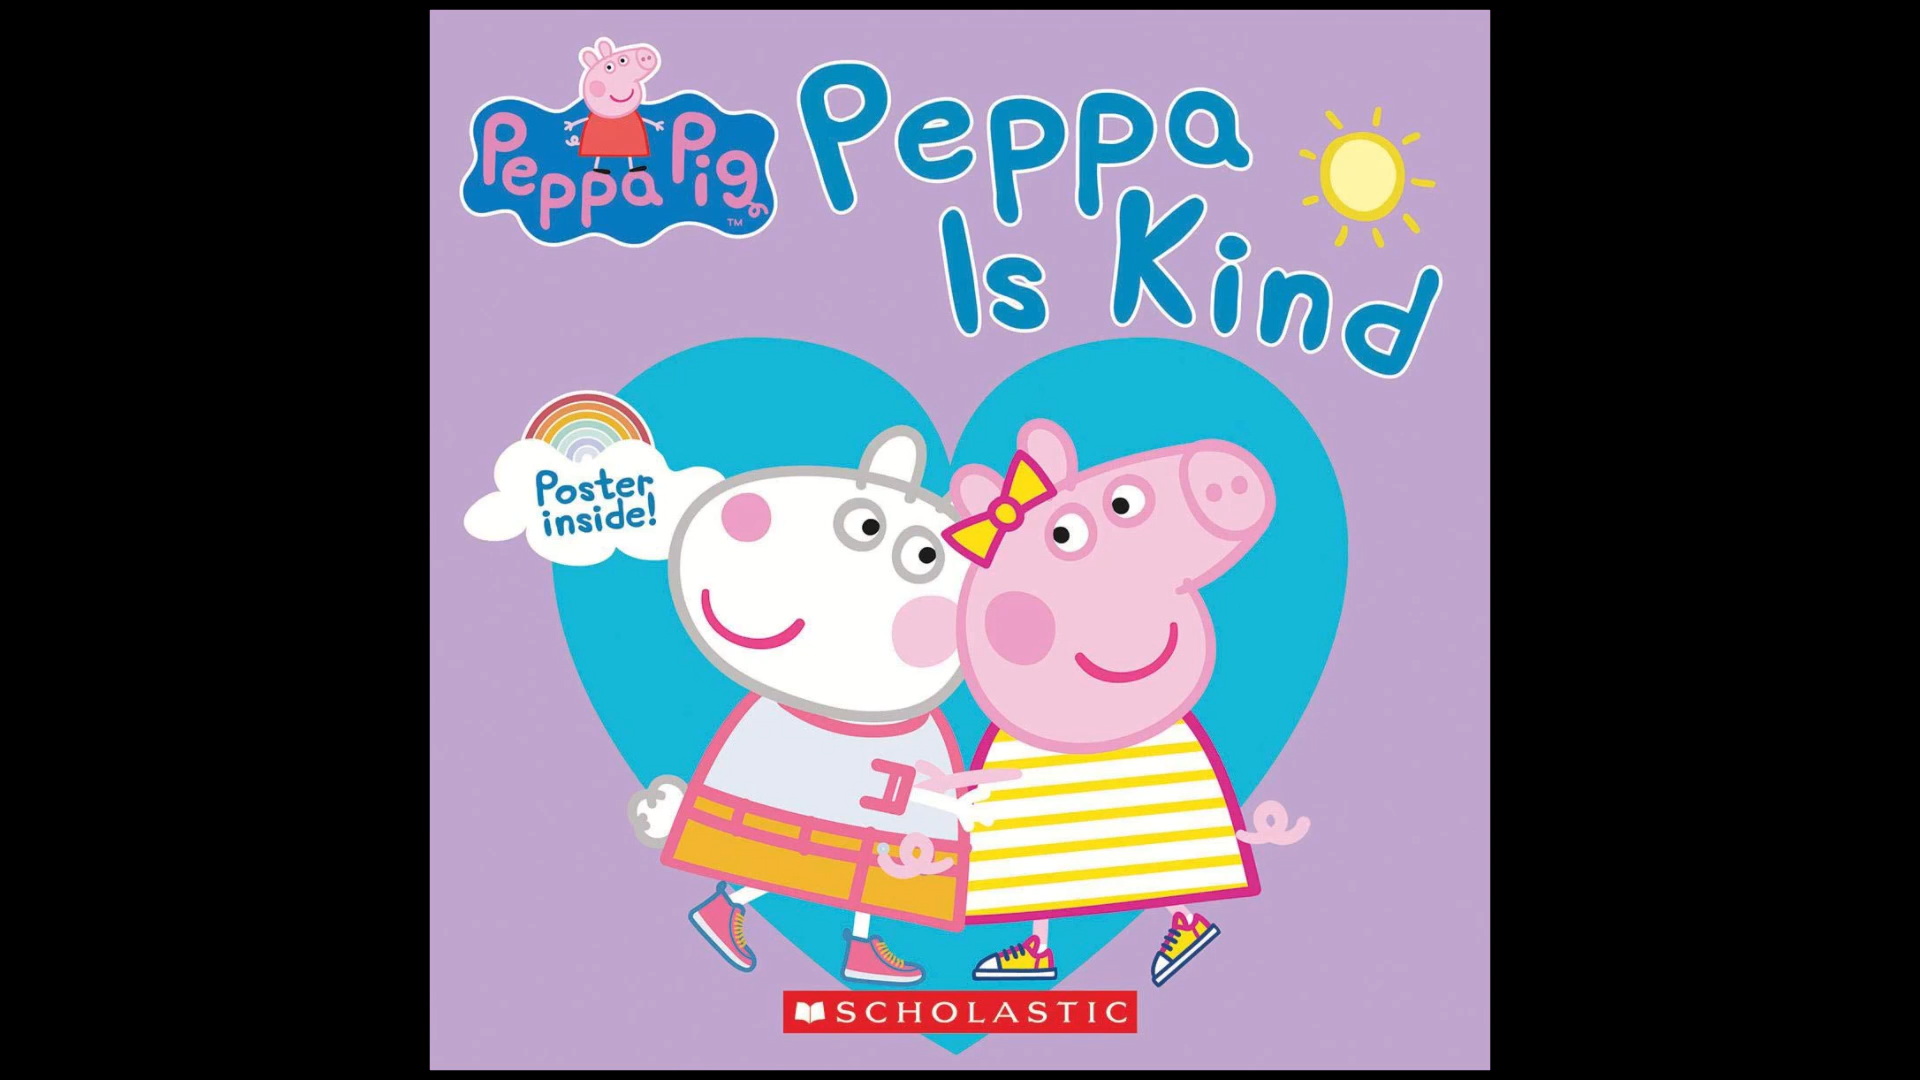 Peppa Pig
TM
Peppa
Is Kind
Poster
inside!
SCHOLASTIC